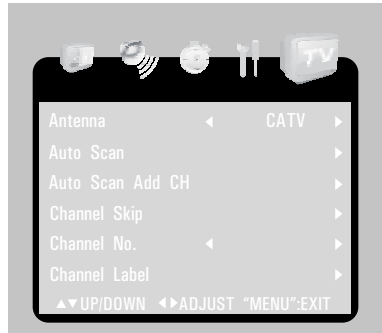 TV
Antenna ◀ CATV ▶
Auto Scan ▶
Auto Scan Add CH ▶
Channel Skip ▶
Channel No. ◀ ▶
Channel Label ▶
▲▼UP/DOWN ◀▶ADJUST "MENU":EXIT